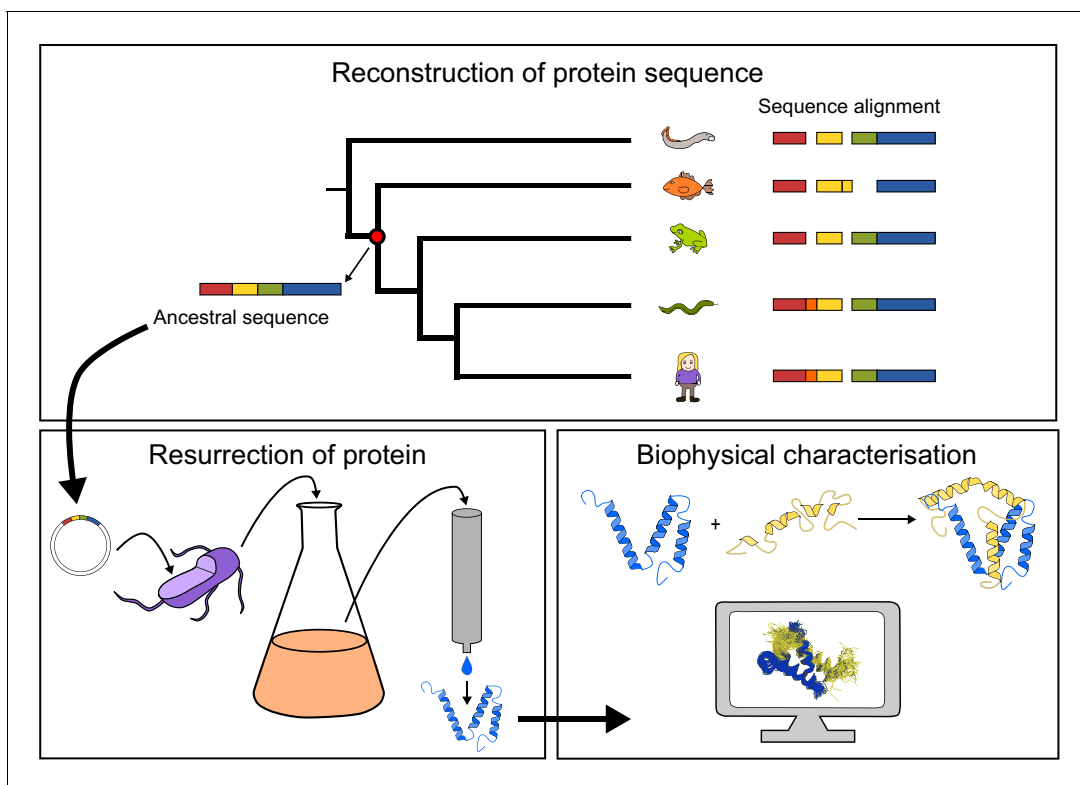 Reconstruction of protein sequence
Sequence alignment
Ancestral sequence
Resurrection of protein
Biophysical characterisation
+